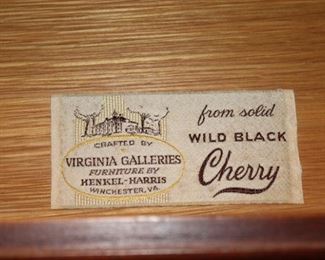 CRAFTED BY
VIRGINIA GALLERIES
FURNITURE BY
HENKEL-HARRIS
WINCHESTER, VA.
from solid
WILD BLACK
Cherry